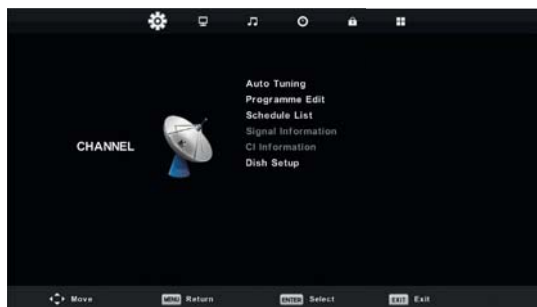 Auto Tuning
Programme Edit
Schedule List
Signal Information
CHANNEL
CI Information
Dish Setup
Move MENU Return ENTER Select EXIT Exit